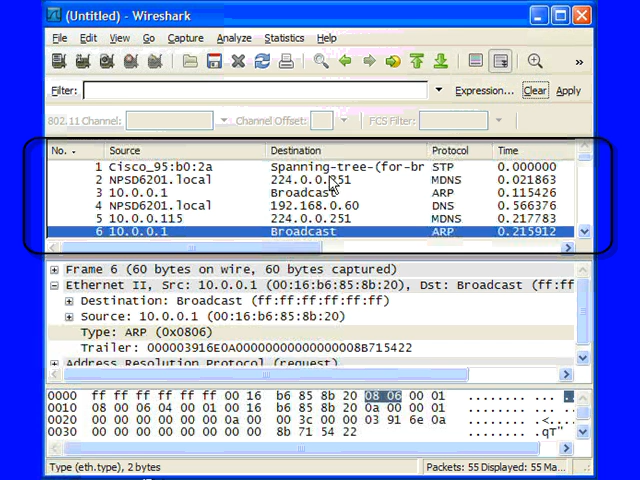 (Untitled) - Wireshark
File Edit View Go Capture Analyze Statistics Help
»
Filter: Expression... Clear Apply
802.11 Channel: Channel Offset: FCS Filter:
No. Source Destination Protocol Time
1 Cisco_95:b0:2a Spanning-tree-(for-br STP 0.000000
2 NPSD6201.local 224.0.0.251 MDNS 0.021863
3 10.0.0.1 Broadcast ARP 0.115426
4 NPSD6201.local 192.168.0.60 DNS 0.566376
5 10.0.0.115 224.0.0.251 MDNS 0.217783
6 10.0.0.1 Broadcast ARP 0.215912
Frame 6 (60 bytes on wire, 60 bytes captured)
Ethernet II, Src: 10.0.0.1 (00:16:b6:85:8b:20), Dst: Broadcast (ff:ff
Destination: Broadcast (ff:ff:ff:ff:ff:ff)
Source: 10.0.0.1 (00:16:b6:85:8b:20)
Type: ARP (0x0806)
Trailer: 000003916E0A00000000000000008B715422
Address Resolution Protocol (request)
0000 ff ff ff ff ff ff 00 16 b6 85 8b 20 08 06 00 01 ........ ... ..
0010 08 00 06 04 00 01 00 16 b6 85 8b 20 0a 00 00 01 ........ ... ....
0020 00 00 00 00 00 00 0a 00 00 3c 00 00 03 91 6e 0a ........ .<....n.
0030 00 00 00 00 00 00 00 00 8b 71 54 22 ........ .qT"
Type (eth.type), 2 bytes Packets: 55 Displayed: 55 Ma...